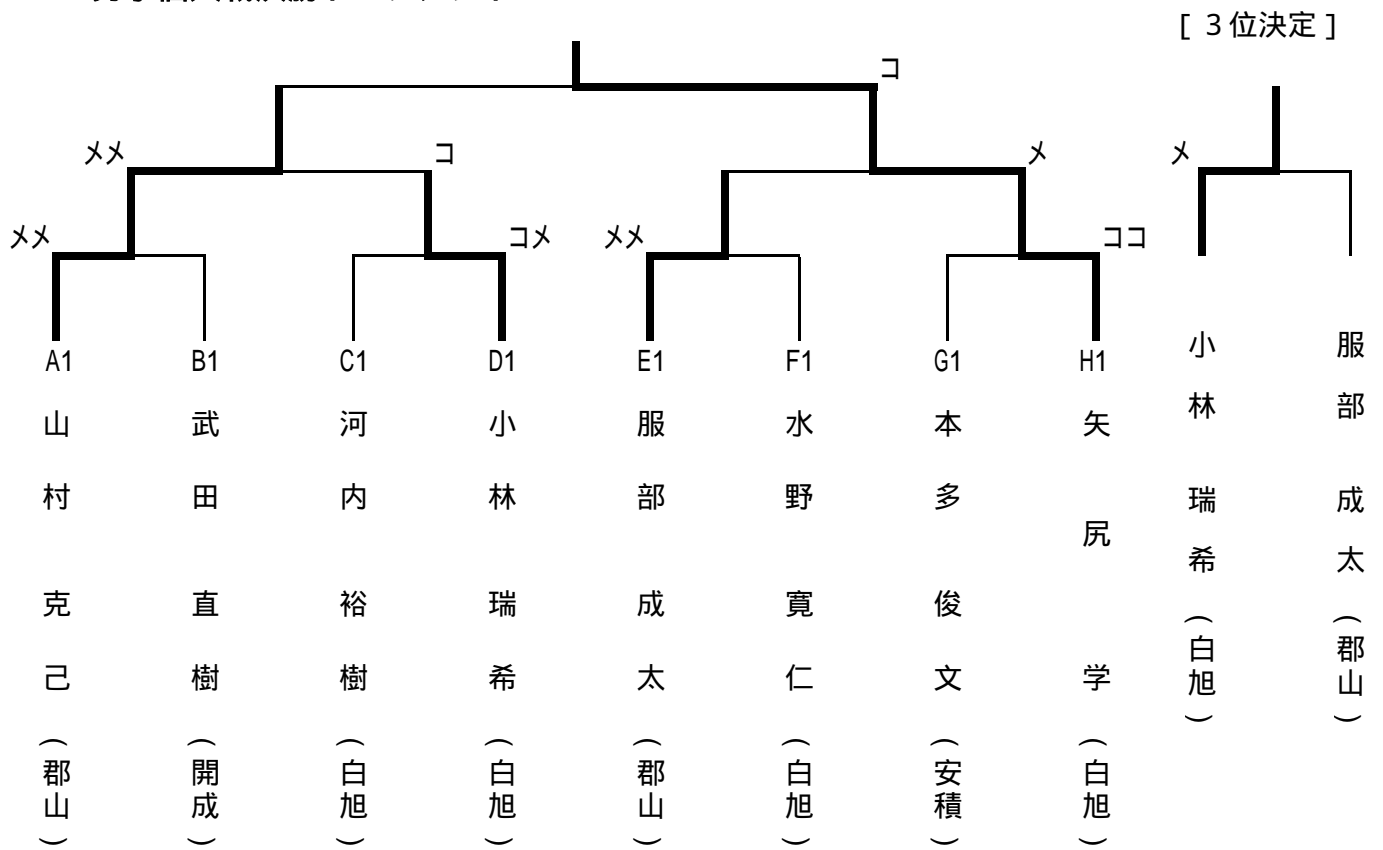 [ 3位決定 ]
コ
メメ
コ
メ
メ
メメ
コメ
メメ
ココ
A1
B1
C1
D1
E1
F1
G1
H1
山村 克己 (郡山)
武田 直樹 (開成)
河内 裕樹 (白旭)
小林 瑞希 (白旭)
服部 成太 (郡山)
水野 寛仁 (白旭)
本多 俊文 (安積)
矢尻 学 (白旭)
小林 瑞希 (白旭)
服部 成太 (郡山)